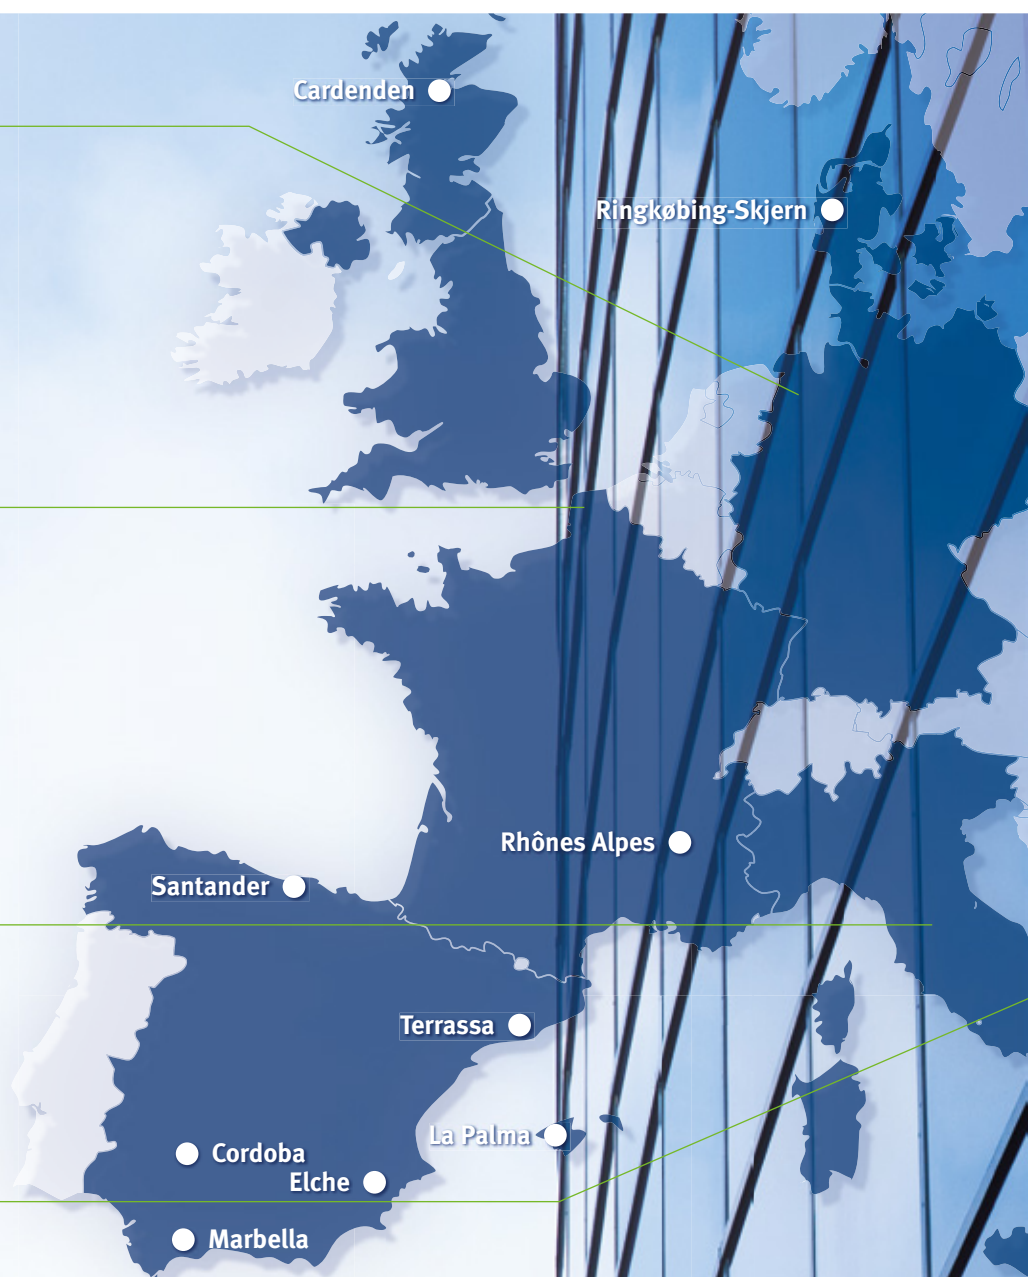 Cardenden
Ringkøbing-Skjern
Rhônes Alpes
Santander
Terrassa
La Palma
Cordoba
Elche
Marbella